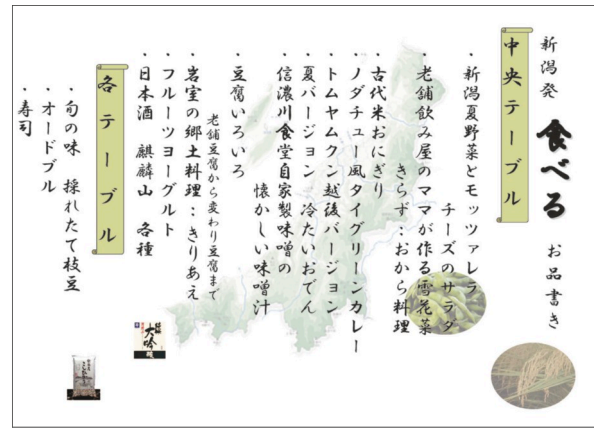 新潟発 食べる お品書き
中央テーブル
・新潟夏野菜とモッツァレラ
チーズのサラダ
・老舗飲み屋のママが作る雪花菜
きらず:おから料理
・古代米おにぎり
・ノダチュー風タイグリーンカレー
・トムヤムクン越後バージョン
・夏バージョン 冷たいおでん
・信濃川食堂自家製味噌の
懐かしい味噌汁
・豆腐いろいろ
老舗豆腐から変わり豆腐まで
・岩室の郷土料理:きりあえ
・フルーツヨーグルト
・日本酒 麒麟山 各種
各テーブル
・旬の味 採れたて枝豆
・オードブル
・寿司
大吟醸